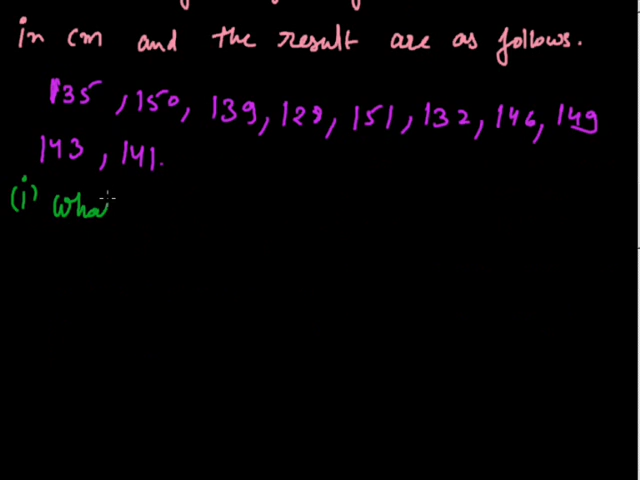 in cm and the result are as follows.
135, 150, 139, 128, 151, 132, 146, 149
143, 141.
(i) wha